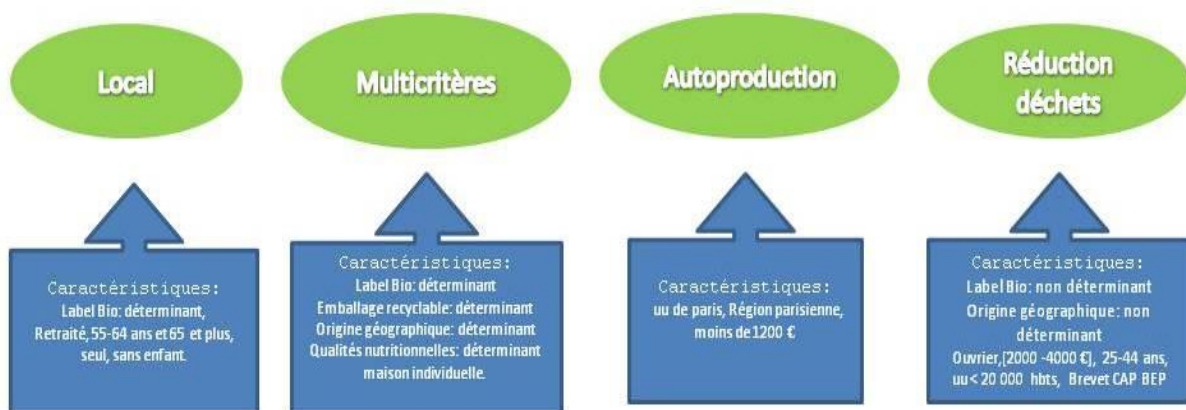 Local
Multicritères
Autoproduction
Réduction
déchets
Caractéristiques:
Label Bio: déterminant,
Retraité, 55-64 ans et 65 et plus,
seul, sans enfant.
Caractéristiques:
Label Bio: déterminant
Emballage recyclable: déterminant
Origine géographique: déterminant
Qualités nutritionnelles: déterminant
maison individuelle.
Caractéristiques:
uu de paris, Région parisienne,
moins de 1200 €
Caractéristiques:
Label Bio: non déterminant
Origine géographique: non
déterminant
Ouvrier,[2000 -4000 €], 25-44 ans,
uu < 20 000 hbts, Brevet CAP BEP